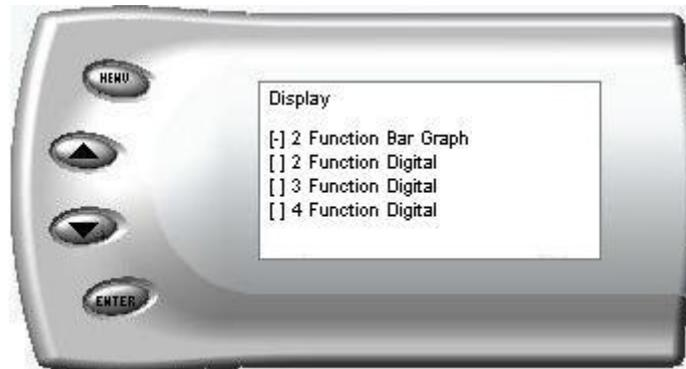 MENU
Display
[-] 2 Function Bar Graph
[ ] 2 Function Digital
[ ] 3 Function Digital
[ ] 4 Function Digital
ENTER